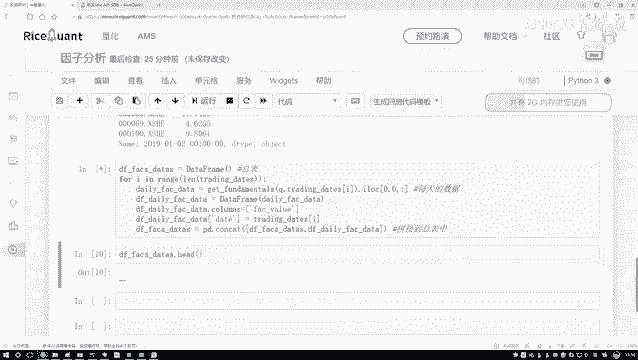 RiceQuant 量化 AMS
预约路演 帮助文档 社区
因子分析 最后检查: 25 分钟前 (未保存改变)
文件 编辑 查看 插入 单元格 服务 Widgets 帮助
可信的 Python 3
运行 代码 生成回测代码模板
共有 2G 内存供您使用
000069.XSHE 4.6255
000100.XSHE 9.8061
Name: 2019-01-02 00:00:00, dtype: object
In [*]:
df_facs_datas = DataFrame() #总表
for i in range(len(trading_dates)):
daily_fac_data = get_fundamentals(q,trading_dates[i]).iloc[0,0,:] #每天的数据
df_daily_fac_data = DataFrame(daily_fac_data)
df_daily_fac_data.columns=['fac_value']
df_daily_fac_data['date'] = trading_dates[i]
df_facs_datas = pd.concat([df_facs_datas,df_daily_fac_data]) #拼接到总表中
In [10]: df_facs_datas.head()
Out[10]:
In [ ]:
In [ ]: